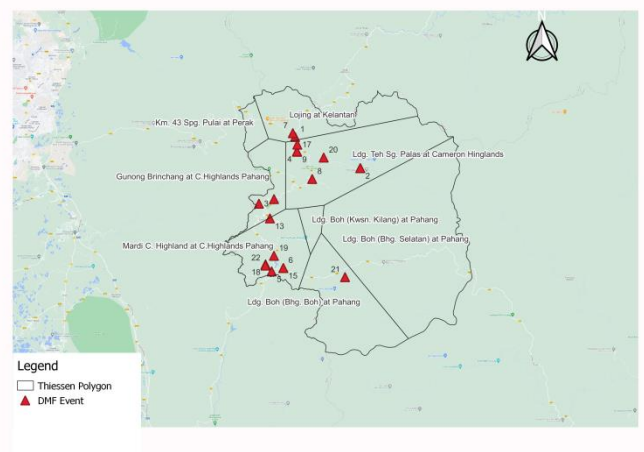 Lojing at Kelantan
Km. 43 Spg. Pulai at Perak
7
1
17
4
9
20
Ldg. Teh Sg. Palas at Cameron Hinglands
8
2
Gunong Brinchang at C.Highlands Pahang
3
Ldg. Boh (Kwsn. Kilang) at Pahang
13
Ldg. Boh (Bhg. Selatan) at Pahang
Mardi C. Highland at C.Highlands Pahang
19
22
6
18
5
15
21
Ldg. Boh (Bhg. Boh) at Pahang
Legend
Thiessen Polygon
DMF Event